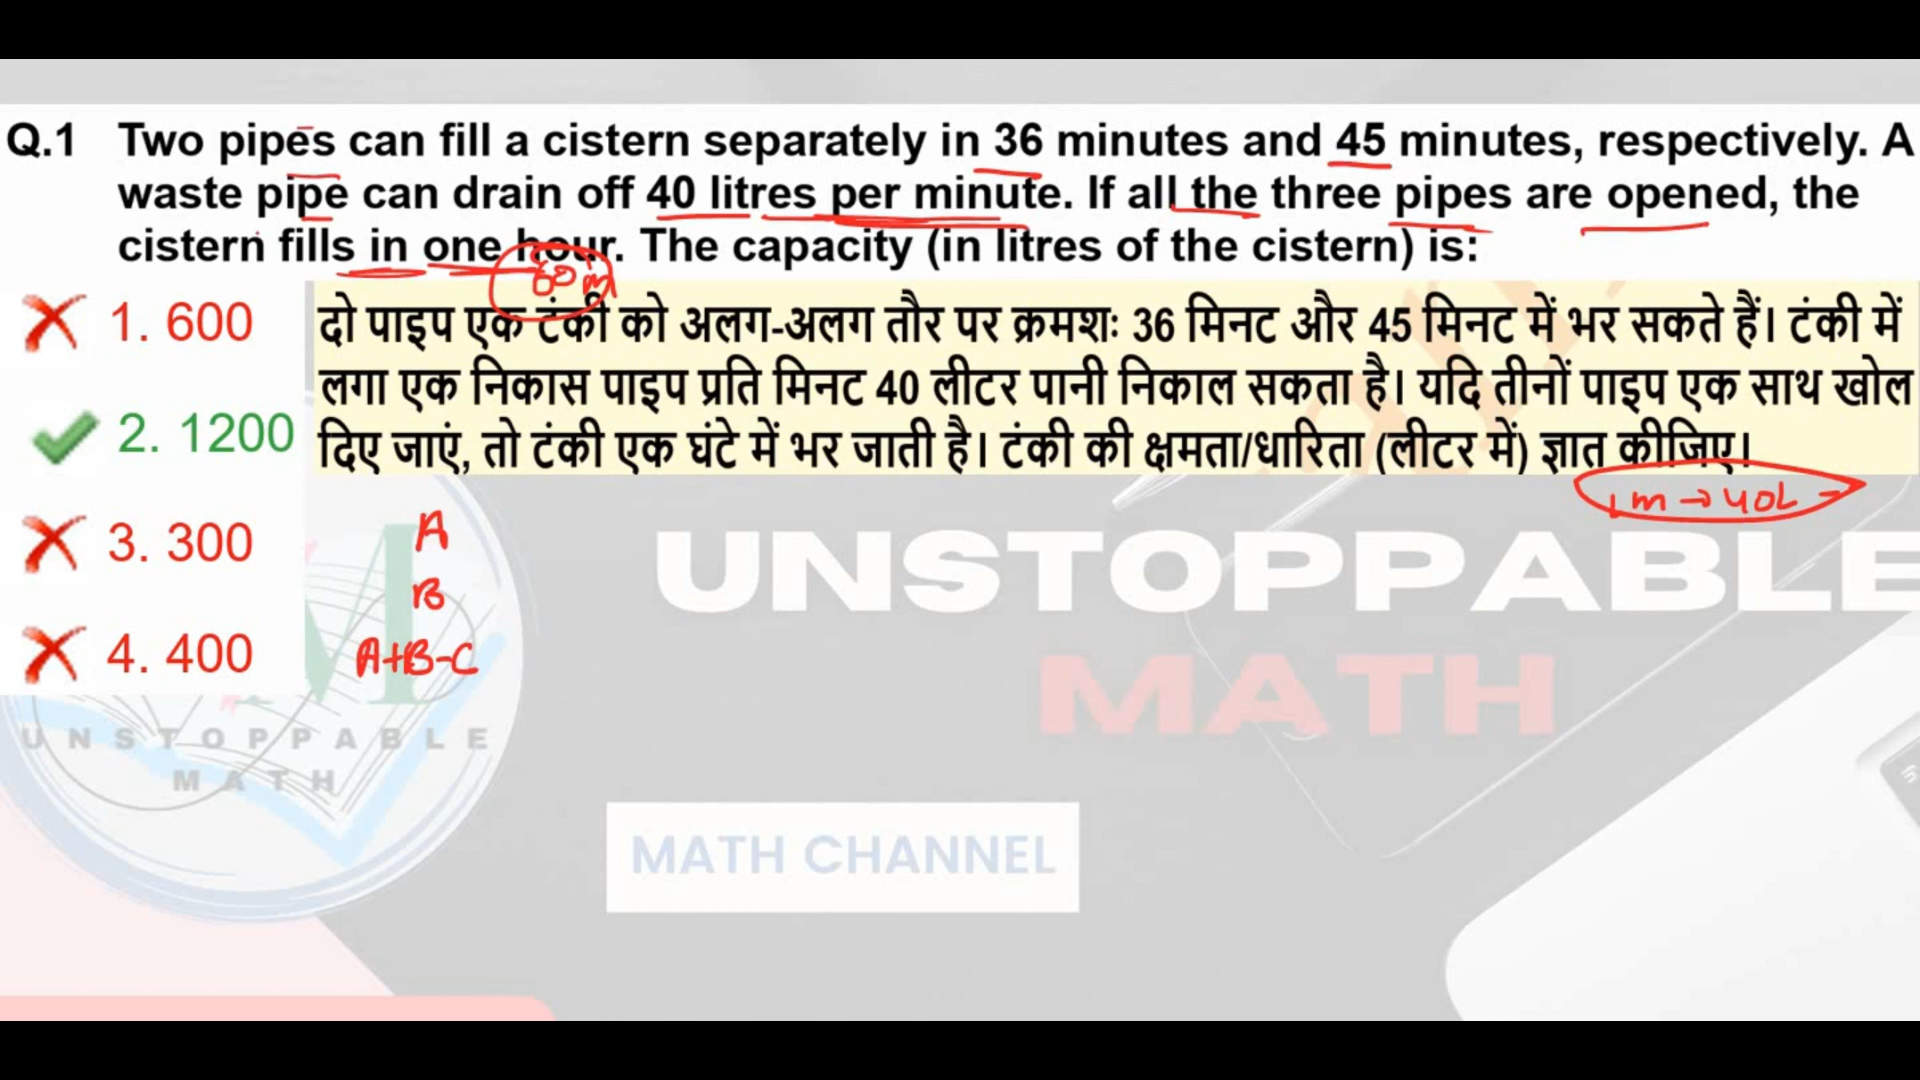 Q.1 Two pipes can fill a cistern separately in 36 minutes and 45 minutes, respectively. A
waste pipe can drain off 40 litres per minute. If all the three pipes are opened, the
cistern fills in one hour. The capacity (in litres of the cistern) is:
60 m
1. 600
2. 1200
3. 300
4. 400
दो पाइप एक टंकी को अलग-अलग तौर पर क्रमशः 36 मिनट और 45 मिनट में भर सकते हैं। टंकी में
लगा एक निकास पाइप प्रति मिनट 40 लीटर पानी निकाल सकता है। यदि तीनों पाइप एक साथ खोल
दिए जाएं, तो टंकी एक घंटे में भर जाती है। टंकी की क्षमता/धारिता (लीटर में) ज्ञात कीजिए।
1m → 40L
A
B
A+B-C
UNSTOPPABLE
MATH
UNSTOPPABLE
MATH
MATH CHANNEL